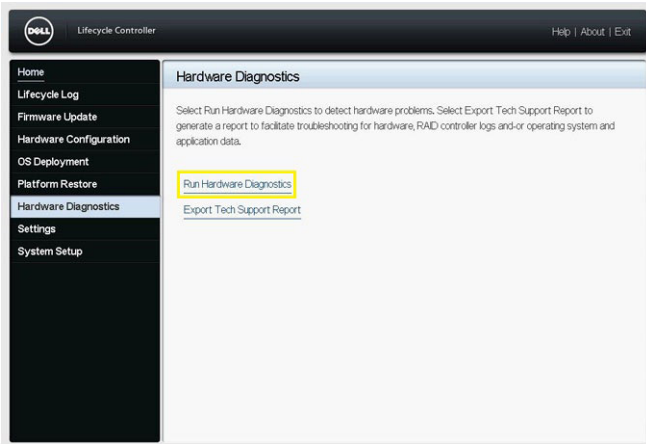 DELL
Lifecycle Controller
Help | About | Exit
Home
Lifecycle Log
Firmware Update
Hardware Configuration
OS Deployment
Platform Restore
Hardware Diagnostics
Settings
System Setup
Hardware Diagnostics
Select Run Hardware Diagnostics to detect hardware problems. Select Export Tech Support Report to
generate a report to facilitate troubleshooting for hardware, RAID controller logs and-or operating system and
application data.
Run Hardware Diagnostics
Export Tech Support Report